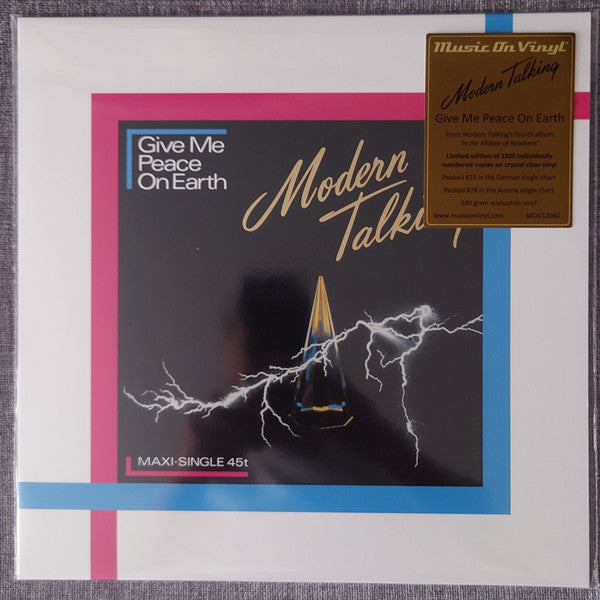 Music On Vinyl
Modern Talking
Give Me Peace On Earth
From Modern Talking's fourth album
"In the Middle of Nowhere"
Limited edition of 1000 individually
numbered copies on crystal clear vinyl
Peaked #29 in the German single chart
Peaked #28 in the Austria single chart
180 gram audiophile vinyl
www.musiconvinyl.com MOV12060
Give Me
Peace
On Earth
Modern
Talki
MAXI-SINGLE 45t